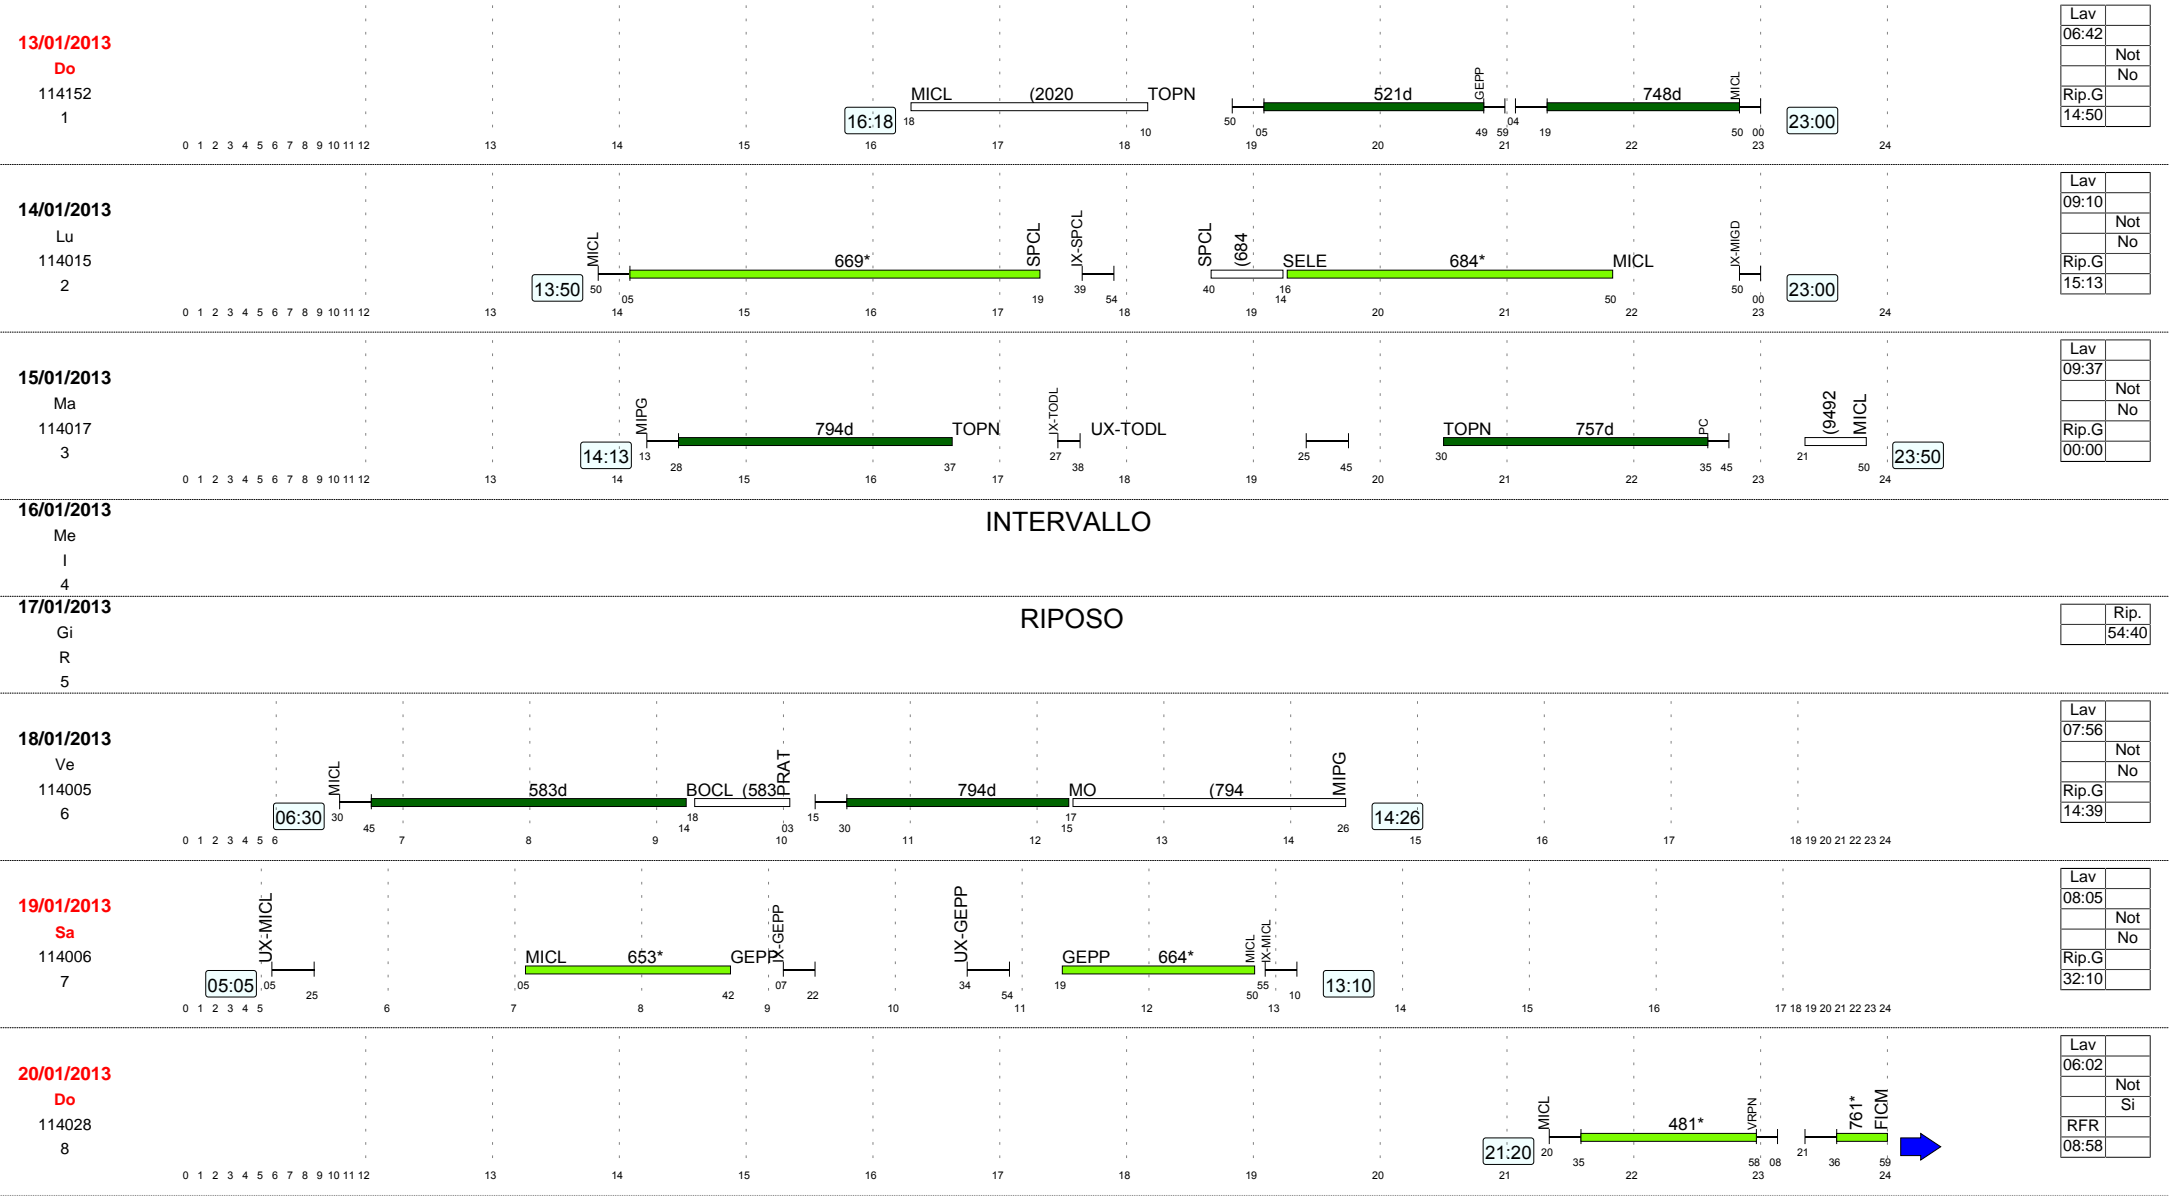 13/01/2013
Do
114152
1
MICL (2020 TOPN 521d GEPP 748d MICL
16:18 18 10 50 05 49 59 04 19 50 00 23:00
0 1 2 3 4 5 6 7 8 9 10 11 12 13 14 15 16 17 18 19 20 21 22 23 24
Lav
06:42
Not
No
Rip.G
14:50
14/01/2013
Lu
114015
2
MICL 669* SPCL IX-SPCL SPCL (684 SELE 684* MICL IX-MIGD
13:50 50 05 19 39 54 40 16 14 50 50 00 23:00
0 1 2 3 4 5 6 7 8 9 10 11 12 13 14 15 16 17 18 19 20 21 22 23 24
Lav
09:10
Not
No
Rip.G
15:13
15/01/2013
Ma
114017
3
MIPG 794d TOPN IX-TODL UX-TODL TOPN 757d PC (9492 MICL
14:13 13 28 37 27 38 25 45 30 35 45 21 50 23:50
0 1 2 3 4 5 6 7 8 9 10 11 12 13 14 15 16 17 18 19 20 21 22 23 24
Lav
09:37
Not
No
Rip.G
00:00
16/01/2013
Me
I
4
INTERVALLO
17/01/2013
Gi
R
5
RIPOSO
Rip.
54:40
18/01/2013
Ve
114005
6
MICL 583d BOCL (583 PRAT 794d MO (794 MIPG
06:30 30 45 18 14 03 15 30 17 15 26 14:26
0 1 2 3 4 5 6 7 8 9 10 11 12 13 14 15 16 17 18 19 20 21 22 23 24
Lav
07:56
Not
No
Rip.G
14:39
19/01/2013
Sa
114006
7
UX-MICL MICL 653* GEPP IX-GEPP UX-GEPP GEPP 664* MICL IX-MICL
05:05 05 25 05 42 07 22 34 54 19 50 55 10 13:10
0 1 2 3 4 5 6 7 8 9 10 11 12 13 14 15 16 17 18 19 20 21 22 23 24
Lav
08:05
Not
No
Rip.G
32:10
20/01/2013
Do
114028
8
MICL 481* VRPN 761* FICM
21:20 20 35 58 08 21 36 59
0 1 2 3 4 5 6 7 8 9 10 11 12 13 14 15 16 17 18 19 20 21 22 23 24
Lav
06:02
Not
Si
RFR
08:58